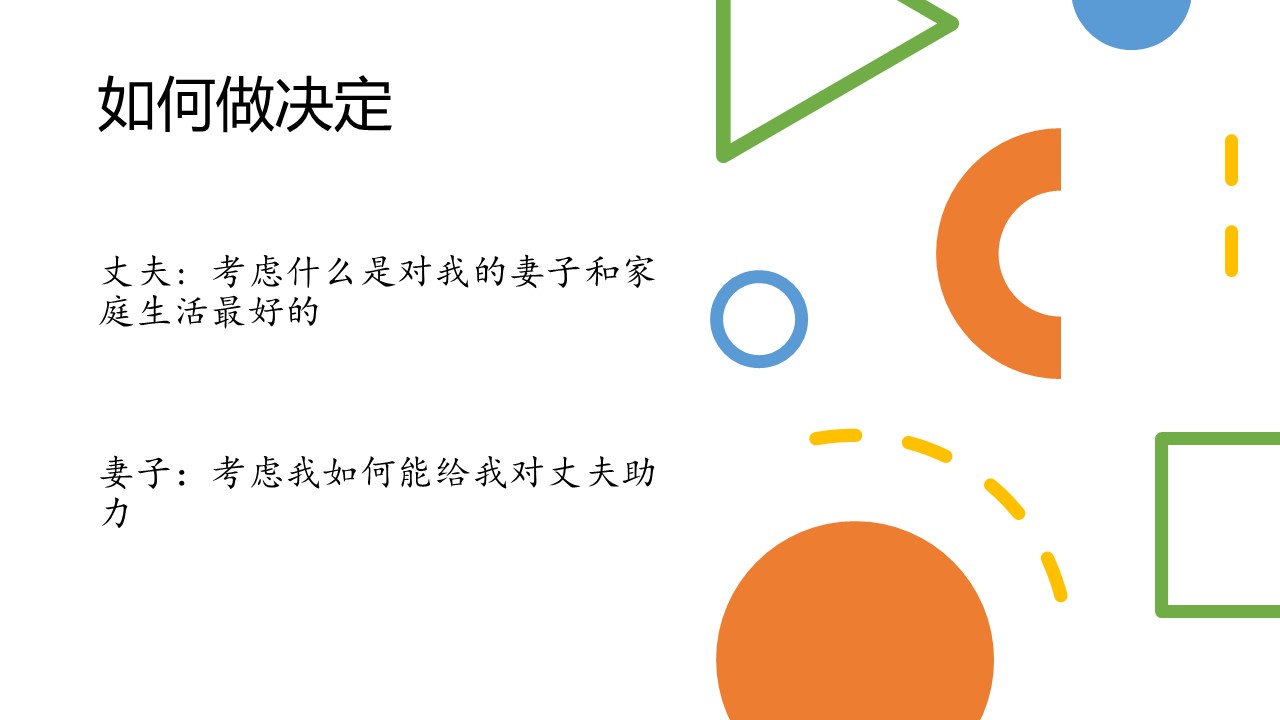 如何做决定
丈夫：考虑什么是对我的妻子和家
庭生活最好的
妻子：考虑我如何能给我对丈夫助
力